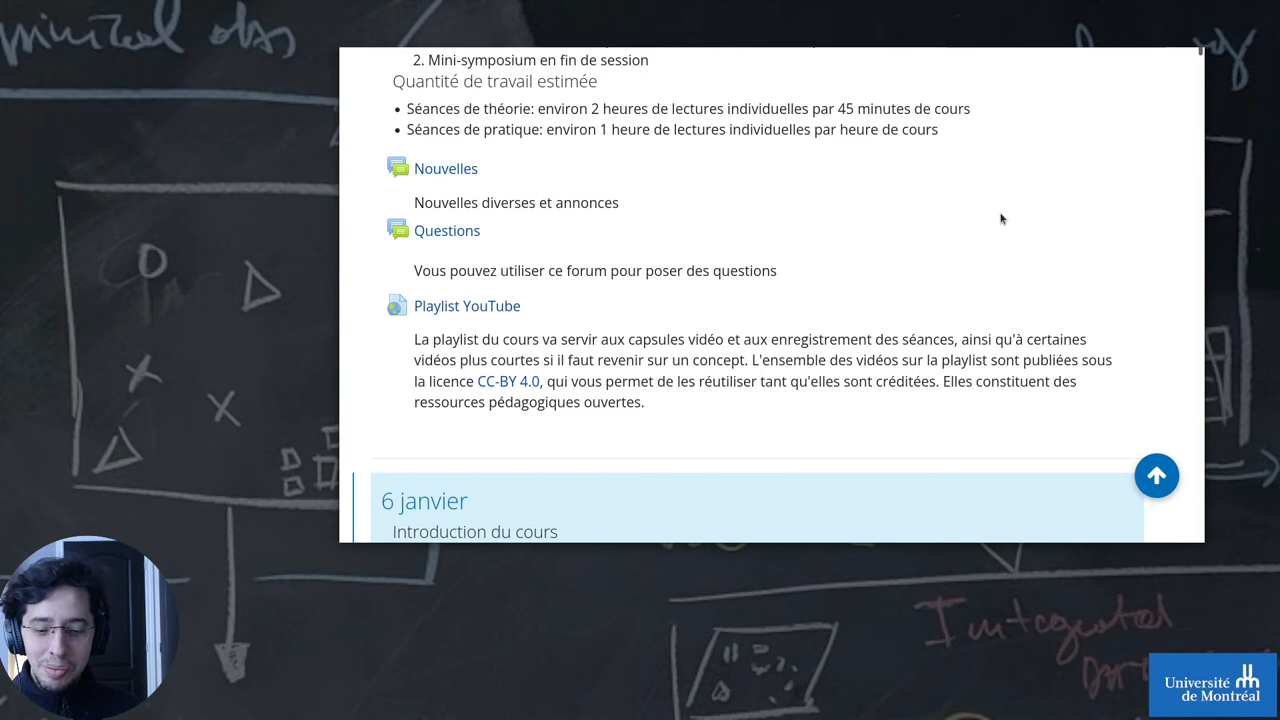 2. Mini-symposium en fin de session
Quantité de travail estimée
• Séances de théorie: environ 2 heures de lectures individuelles par 45 minutes de cours
• Séances de pratique: environ 1 heure de lectures individuelles par heure de cours
Nouvelles
Nouvelles diverses et annonces
Questions
Vous pouvez utiliser ce forum pour poser des questions
Playlist YouTube
La playlist du cours va servir aux capsules vidéo et aux enregistrement des séances, ainsi qu'à certaines
vidéos plus courtes si il faut revenir sur un concept. L'ensemble des vidéos sur la playlist sont publiées sous
la licence CC-BY 4.0, qui vous permet de les réutiliser tant qu'elles sont créditées. Elles constituent des
ressources pédagogiques ouvertes.
6 janvier
Introduction du cours
Université
de Montréal